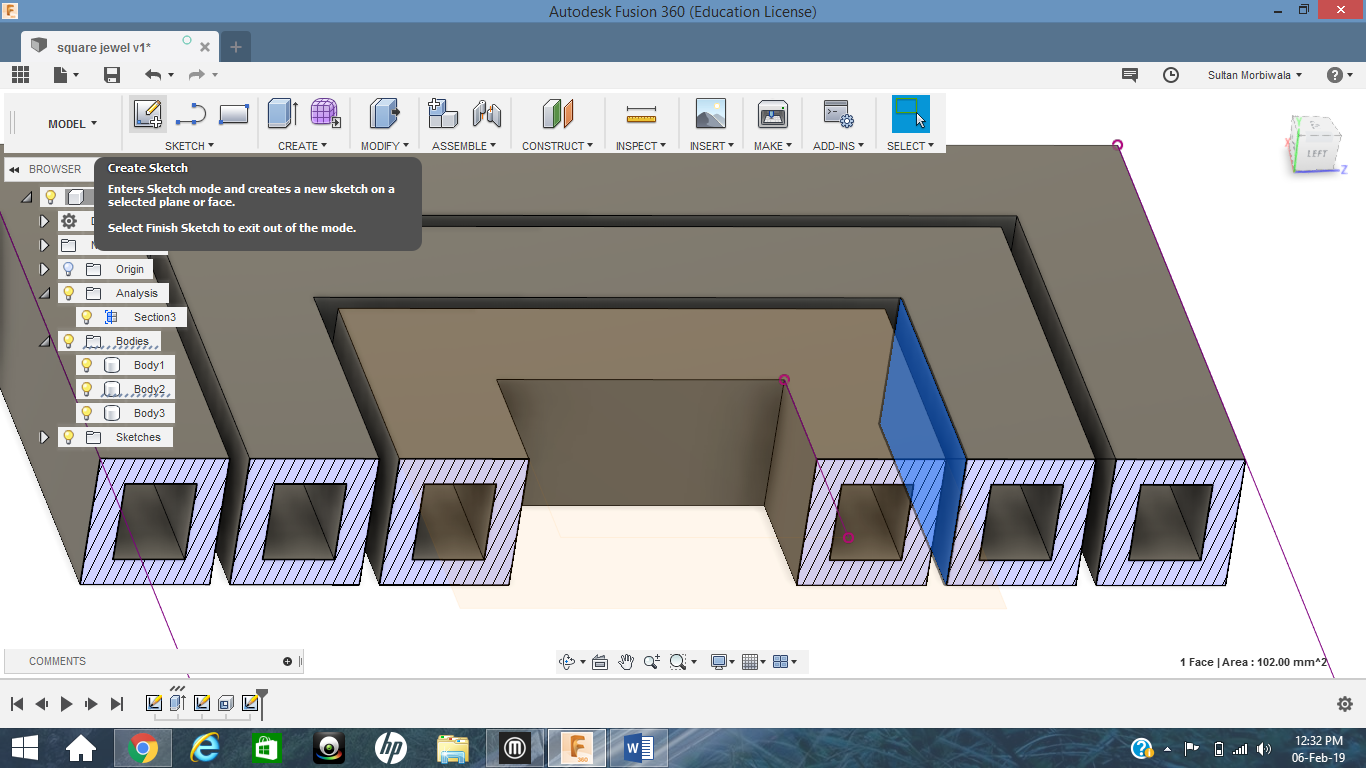 Autodesk Fusion 360 (Education License)
square jewel v1*
Sultan Morbiwala
MODEL
SKETCH
CREATE
MODIFY
ASSEMBLE
CONSTRUCT
INSPECT
INSERT
MAKE
ADD-INS
SELECT
BROWSER
Create Sketch
Enters Sketch mode and creates a new sketch on a
selected plane or face.
Select Finish Sketch to exit out of the mode.
LEFT
X
Z
Origin
Analysis
Section3
Bodies
Body1
Body2
Body3
Sketches
COMMENTS
1 Face | Area : 102.00 mm^2
12:32 PM
06-Feb-19